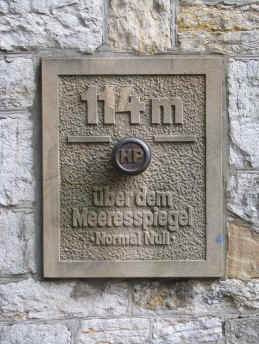 114 m
HP
über dem
Meeresspiegel
·Normal Null·